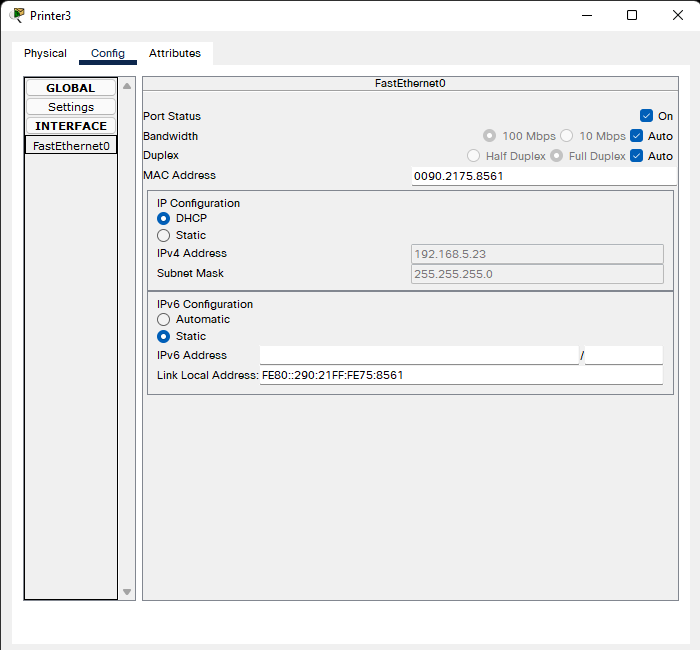 Printer3
Physical Config Attributes
GLOBAL
Settings
INTERFACE
FastEthernet0
FastEthernet0
Port Status On
Bandwidth 100 Mbps 10 Mbps Auto
Duplex Half Duplex Full Duplex Auto
MAC Address 0090.2175.8561
IP Configuration
DHCP
Static
IPv4 Address 192.168.5.23
Subnet Mask 255.255.255.0
IPv6 Configuration
Automatic
Static
IPv6 Address /
Link Local Address: FE80::290:21FF:FE75:8561